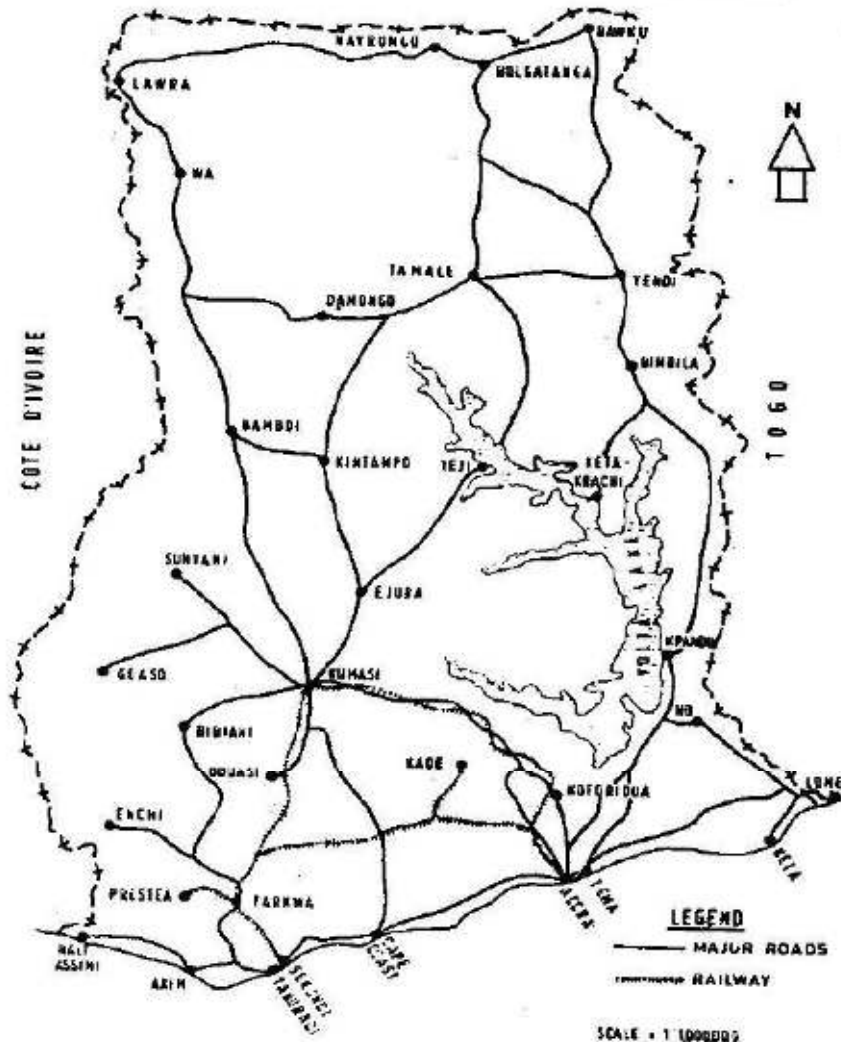 BAWKU
NAVRONGO
BOLGATANGA
LAWRA
N
WA
TAMALE
YENDI
DAMONGO
BIMBILA
COTE D'IVOIRE
TOGO
BAMBOI
KINTAMPO
YEJI
KETA-
KRACHI
SUNYANI
EJURA
VOLTA LAKE
GOASO
KUMASI
KPANDU
HO
BIBIANI
OBUASI
KADE
KOFORIDUA
LOME
ENCHI
KETA
PRESTEA
TARKWA
ACCRA
TEMA
LEGEND
MAJOR ROADS
RAILWAY
HALF
ASSINI
AXIM
SEKONDI
TAKORADI
CAPE
COAST